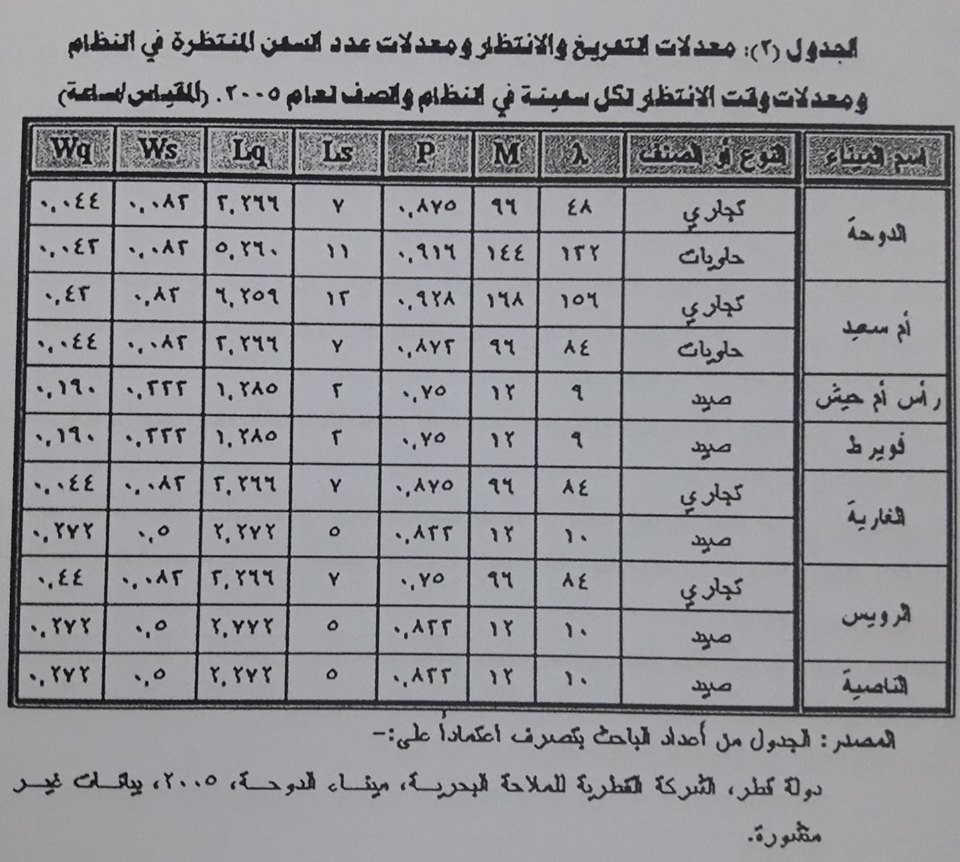 الجدول (٢): معدلات التفريغ والانتظار ومعدلات عدد السفن المنتظرة في النظام
ومعدلات وقت الانتظار لكل سفينة في النظام والصف لعام ٢٠٠٥. (المقياس/ساعة)
اسم الميناء النوع أو الصنف λ M P Ls Lq Ws Wq
الدوحة تجاري ٤٨ ٩٦ ٠,٨٧٥ ٧ ٣,٢٦٦ ٠,٠٨٣ ٠,٠٤٤
حاويات ١٣٢ ١٤٤ ٠,٩١٦ ١١ ٥,٢٦٠ ٠,٠٨٣ ٠,٠٤٣
أم سعيد تجاري ١٥٦ ١٦٨ ٠,٩٢٨ ١٣ ٦,٢٥٩ ٠,٨٣ ٠,٤٢
حاويات ٨٤ ٩٦ ٠,٨٧٢ ٧ ٣,٢٦٦ ٠,٠٨٣ ٠,٠٤٤
رأس أم حيش صيد ٩ ١٢ ٠,٧٥ ٣ ١,٢٨٥ ٠,٣٣٣ ٠,١٩٠
فويرط صيد ٩ ١٢ ٠,٧٥ ٣ ١,٢٨٥ ٠,٣٣٣ ٠,١٩٠
الغارية تجاري ٨٤ ٩٦ ٠,٨٧٥ ٧ ٣,٢٦٦ ٠,٠٨٣ ٠,٠٤٤
صيد ١٠ ١٢ ٠,٨٣٣ ٥ ٢,٢٧٢ ٠,٥ ٠,٢٧٢
الرويس تجاري ٨٤ ٩٦ ٠,٧٥ ٧ ٣,٢٦٦ ٠,٠٨٣ ٠,٤٤
صيد ١٠ ١٢ ٠,٨٣٣ ٥ ٢,٧٧٢ ٠,٥ ٠,٢٧٢
الناصية صيد ١٠ ١٢ ٠,٨٣٣ ٥ ٢,٢٧٢ ٠,٥ ٠,٢٧٢
المصدر: الجدول من أعداد الباحث بتصرف اعتماداً على:-
دولة قطر، الشركة القطرية للملاحة البحرية، ميناء الدوحة، ٢٠٠٥، بيانات غير
منشورة.